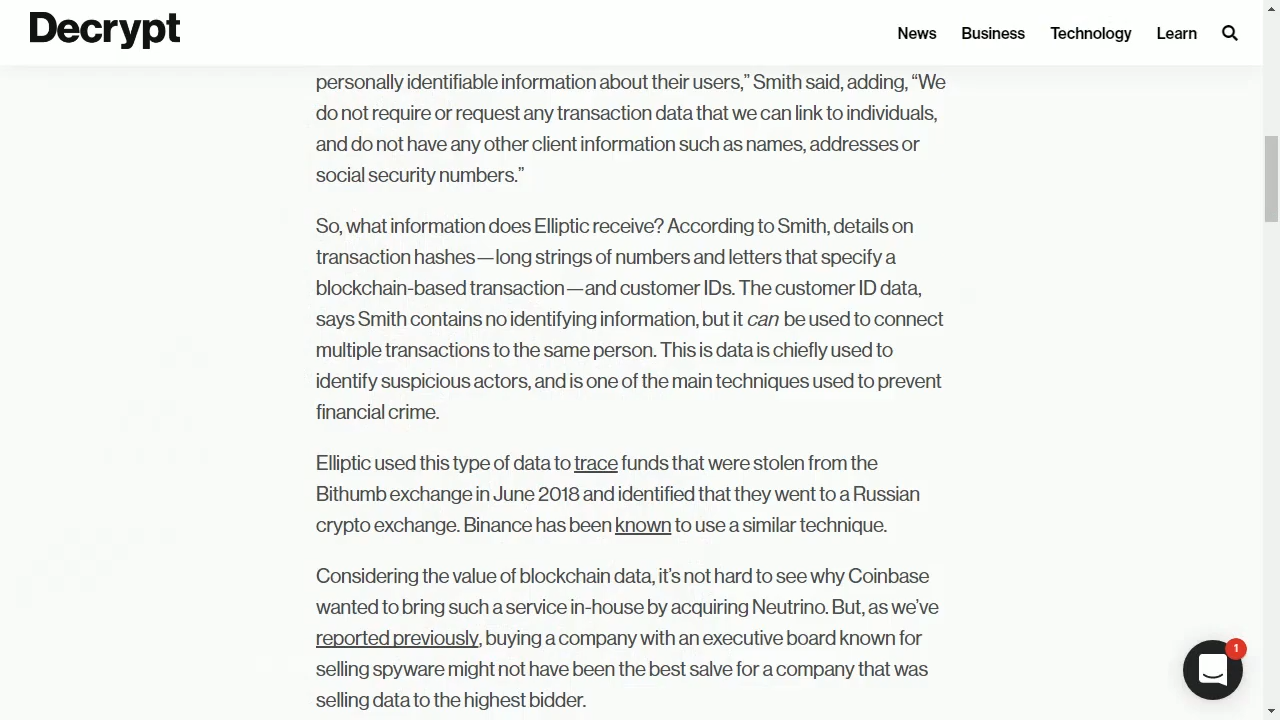 Decrypt
News Business Technology Learn
personally identifiable information about their users,” Smith said, adding, “We
do not require or request any transaction data that we can link to individuals,
and do not have any other client information such as names, addresses or
social security numbers.”
So, what information does Elliptic receive? According to Smith, details on
transaction hashes—long strings of numbers and letters that specify a
blockchain-based transaction—and customer IDs. The customer ID data,
says Smith contains no identifying information, but it can be used to connect
multiple transactions to the same person. This is data is chiefly used to
identify suspicious actors, and is one of the main techniques used to prevent
financial crime.
Elliptic used this type of data to trace funds that were stolen from the
Bithumb exchange in June 2018 and identified that they went to a Russian
crypto exchange. Binance has been known to use a similar technique.
Considering the value of blockchain data, it’s not hard to see why Coinbase
wanted to bring such a service in-house by acquiring Neutrino. But, as we’ve
reported previously, buying a company with an executive board known for
selling spyware might not have been the best salve for a company that was
selling data to the highest bidder.
1